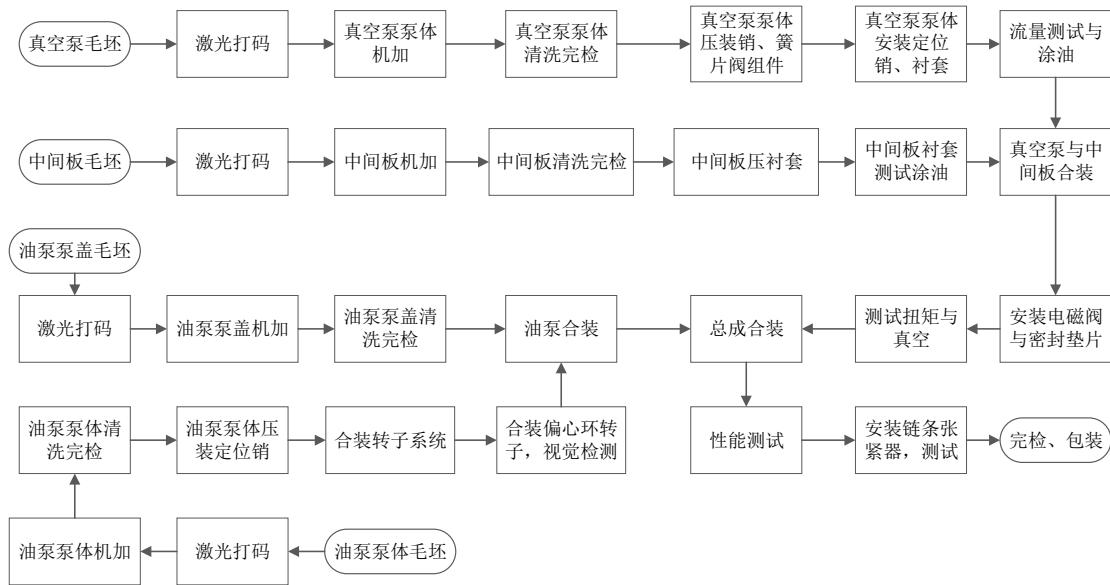 真空泵毛坯
激光打码
真空泵泵体
机加
真空泵泵体
清洗完检
真空泵泵体
压装销、簧
片阀组件
真空泵泵体
安装定位
销、衬套
流量测试与
涂油
中间板毛坯
激光打码
中间板机加
中间板清洗完检
中间板压衬套
中间板衬套
测试涂油
真空泵与中
间板合装
油泵泵盖毛坯
激光打码
油泵泵盖机加
油泵泵盖清
洗完检
油泵合装
总成合装
测试扭矩与
真空
安装电磁阀
与密封垫片
油泵泵体清
洗完检
油泵泵体压
装定位销
合装转子系统
合装偏心环转
子，视觉检测
性能测试
安装链条张
紧器，测试
完检、包装
油泵泵体机加
激光打码
油泵泵体毛坯